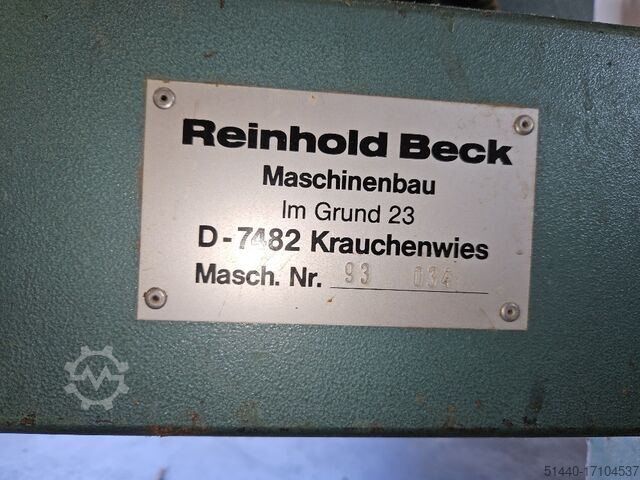 Reinhold Beck
Maschinenbau
Im Grund 23
D-7482 Krauchenwies
Masch. Nr. 93 034
51440-17104537